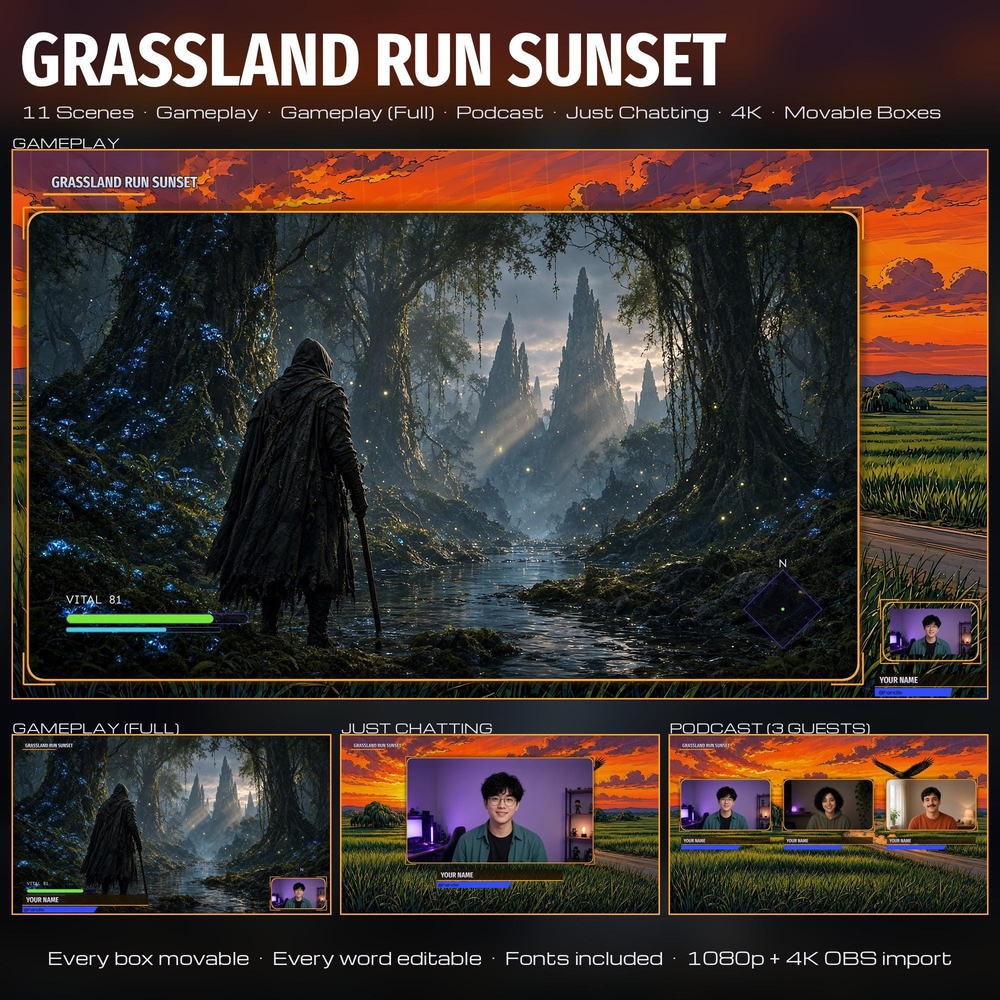 GRASSLAND RUN SUNSET
11 Scenes · Gameplay · Gameplay (Full) · Podcast · Just Chatting · 4K · Movable Boxes
GAMEPLAY
GRASSLAND RUN SUNSET
VITAL 81
N
YOUR NAME
@handle
GAMEPLAY (FULL)
GRASSLAND RUN SUNSET
VITAL 81
YOUR NAME
JUST CHATTING
GRASSLAND RUN SUNSET
YOUR NAME
@handle
PODCAST (3 GUESTS)
GRASSLAND RUN SUNSET
YOUR NAME
YOUR NAME
YOUR NAME
Every box movable · Every word editable · Fonts included · 1080p + 4K OBS import